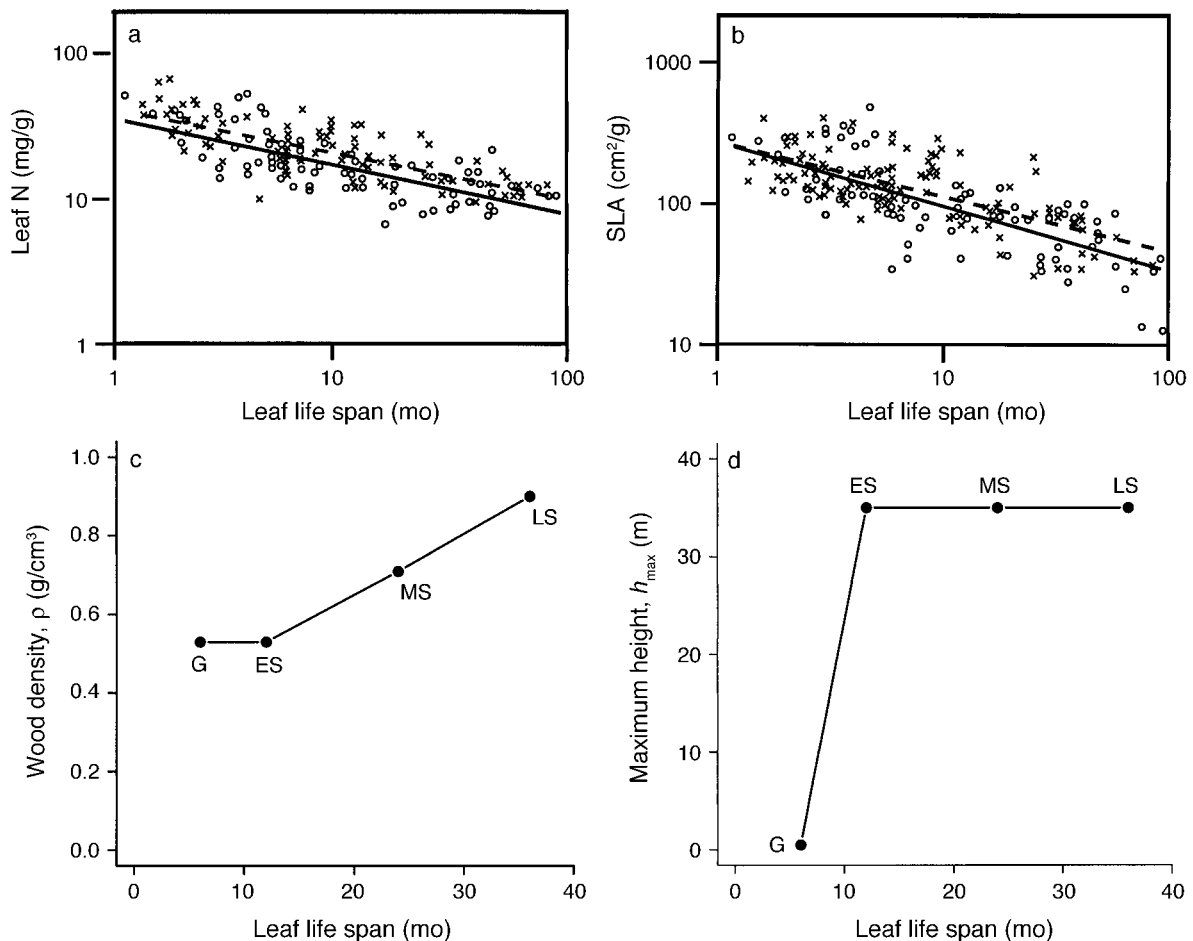 a
100
10
1
Leaf N (mg/g)
1
10
100
Leaf life span (mo)
b
1000
100
10
SLA (cm²/g)
1
10
100
Leaf life span (mo)
c
1.0
0.8
0.6
0.4
0.2
0.0
Wood density, ρ (g/cm³)
G
ES
MS
LS
0
10
20
30
40
Leaf life span (mo)
d
40
30
20
10
0
Maximum height, hmax (m)
G
ES
MS
LS
0
10
20
30
40
Leaf life span (mo)